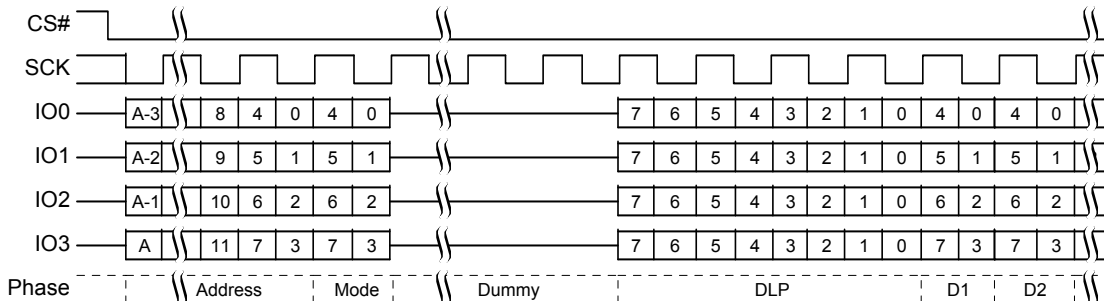 CS#
SCK
IO0 A-3 8 4 0 4 0 7 6 5 4 3 2 1 0 4 0 4 0
IO1 A-2 9 5 1 5 1 7 6 5 4 3 2 1 0 5 1 5 1
IO2 A-1 10 6 2 6 2 7 6 5 4 3 2 1 0 6 2 6 2
IO3 A 11 7 3 7 3 7 6 5 4 3 2 1 0 7 3 7 3
Phase Address Mode Dummy DLP D1 D2